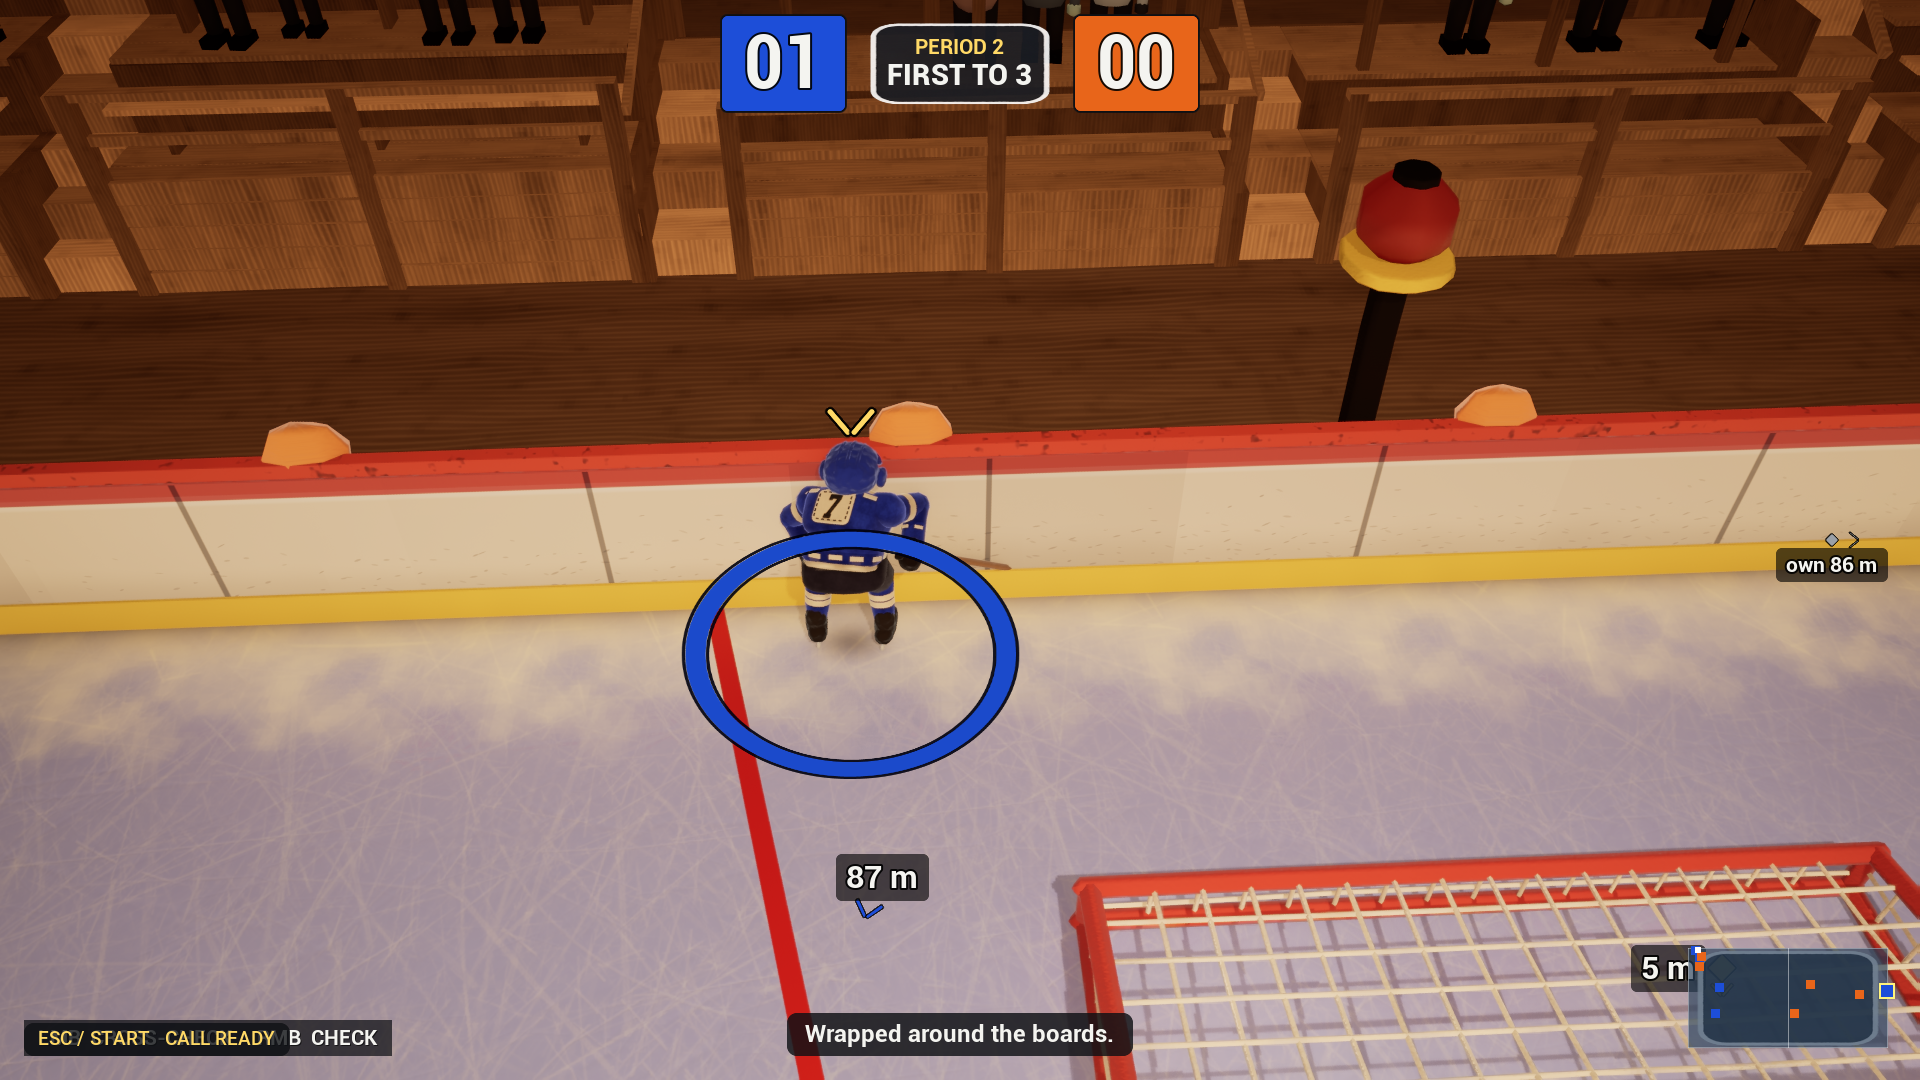 01
PERIOD 2
FIRST TO 3
00
7
own 86 m
87 m
5 m
ESC / START CALL READY
CHECK
Wrapped around the boards.